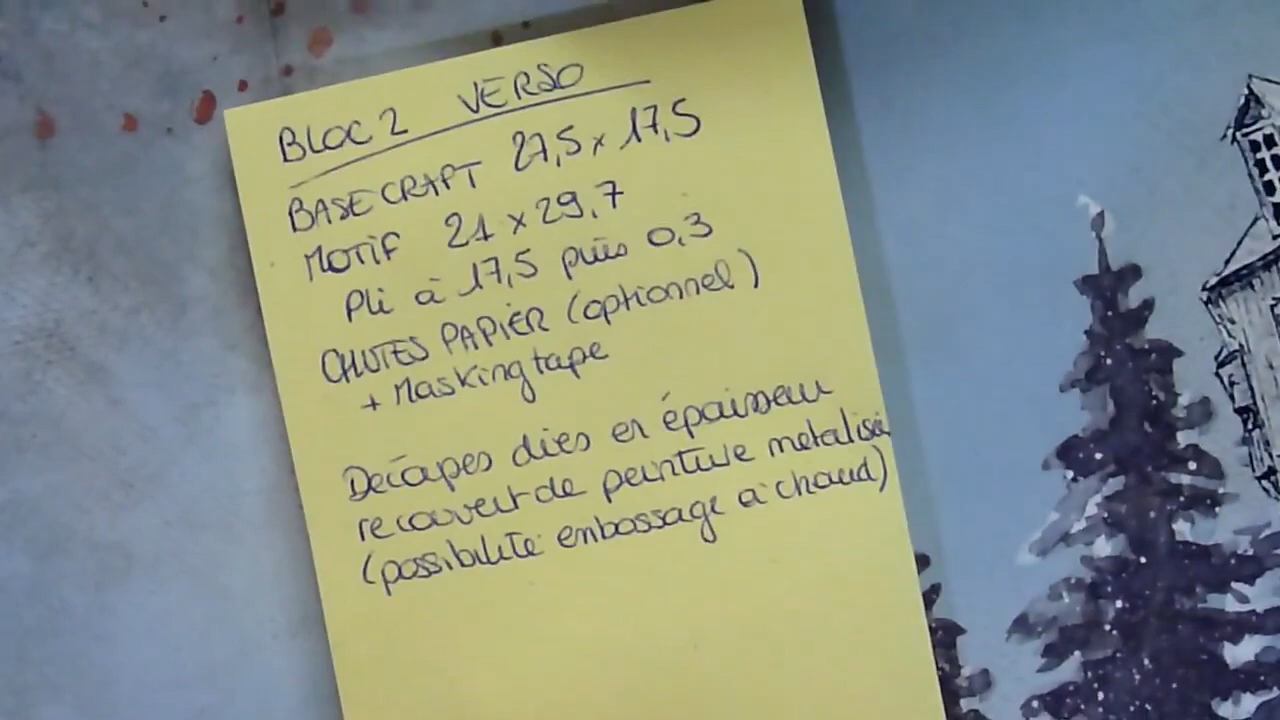 BLOC 2 VERSO
BASE CRAFT 27,5 x 17,5
MOTIF 21 x 29,7
Pli à 17,5 puis 0,3
CHUTES PAPIER (optionnel)
+ Masking tape
Décapes dies en épaisseur
recouvert de peinture metalisé
(possibilité embossage à chaud)